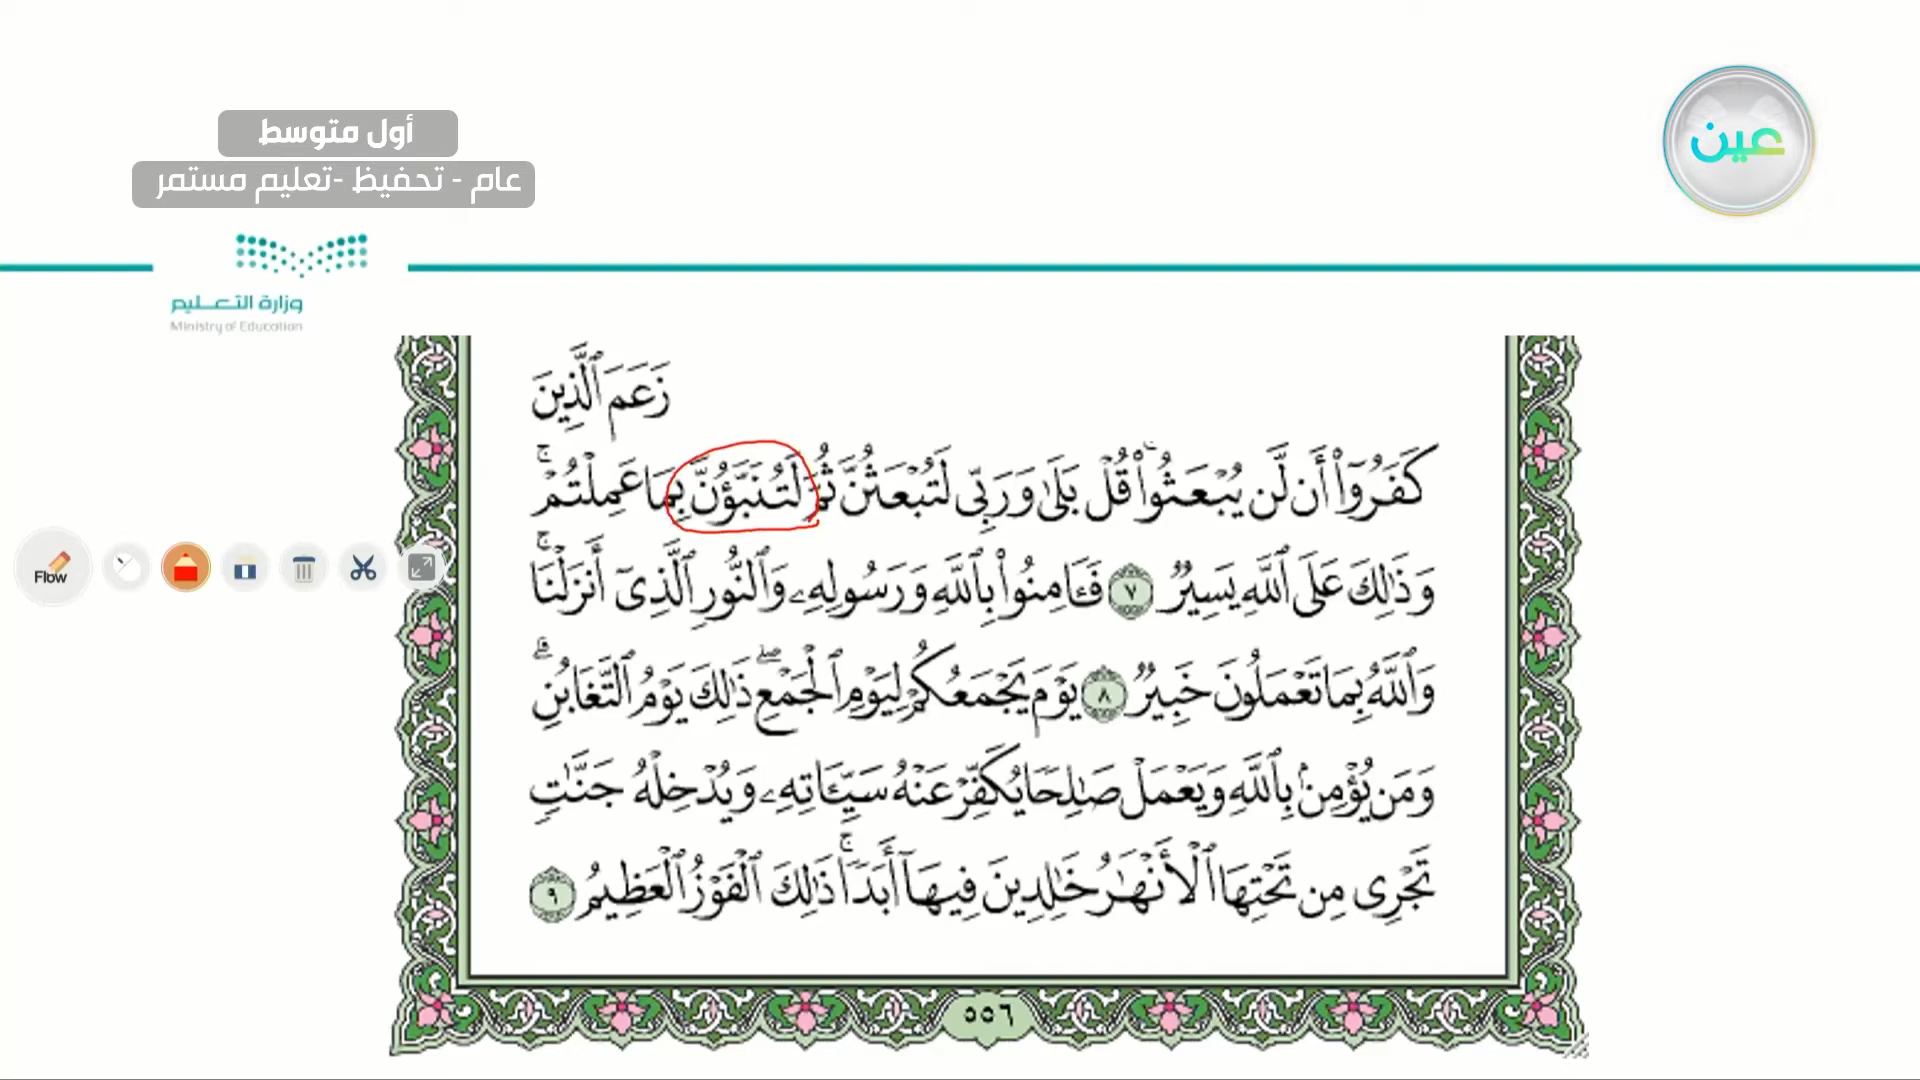 أول متوسط
عام - تحفيظ -تعليم مستمر
عين
وزارة التعـــليم
Ministry of Education
زَعَمَ ٱلَّذِينَ
كَفَرُوٓا۟ أَن لَّن يُبْعَثُوا۟ ۚ قُلْ بَلَىٰ وَرَبِّى لَتُبْعَثُنَّ ثُمَّ لَتُنَبَّؤُنَّ بِمَا عَمِلْتُمْ ۚ
وَذَٰلِكَ عَلَى ٱللَّهِ يَسِيرٌ ٧ فَـَٔامِنُوا۟ بِٱللَّهِ وَرَسُولِهِۦ وَٱلنُّورِ ٱلَّذِىٓ أَنزَلْنَا ۚ
وَٱللَّهُ بِمَا تَعْمَلُونَ خَبِيرٌ ٨ يَوْمَ يَجْمَعُكُمْ لِيَوْمِ ٱلْجَمْعِ ۖ ذَٰلِكَ يَوْمُ ٱلتَّغَابُنِ ۗ
وَمَن يُؤْمِنۢ بِٱللَّهِ وَيَعْمَلْ صَـٰلِحًا يُكَفِّرْ عَنْهُ سَيِّـَٔاتِهِۦ وَيُدْخِلْهُ جَنَّـٰتٍ
تَجْرِى مِن تَحْتِهَا ٱلْأَنْهَـٰرُ خَـٰلِدِينَ فِيهَآ أَبَدًا ۚ ذَٰلِكَ ٱلْفَوْزُ ٱلْعَظِيمُ ٩
٥٥٦
Flow